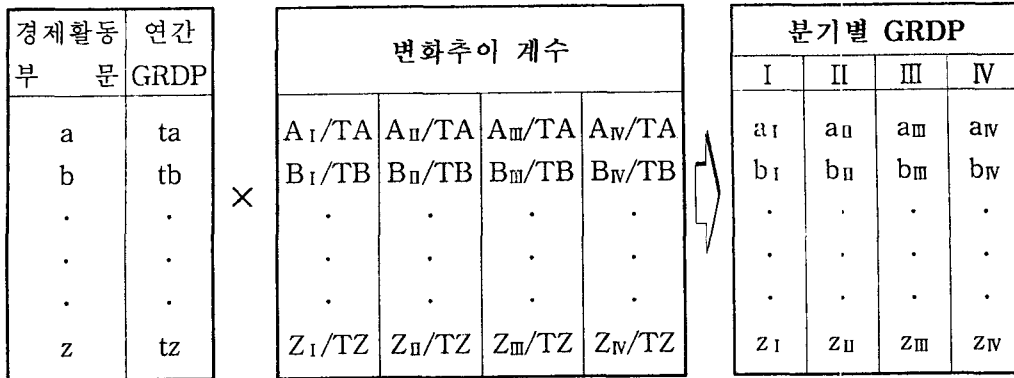 경제활동 연간 변화추이 계수 분기별 GRDP
부 문 GRDP I II III IV
a ta AI/TA AII/TA AIII/TA AIV/TA aI aII aIII aIV
b tb BI/TB BII/TB BIII/TB BIV/TB bI bII bIII bIV
×
· · · · · · · · · ·
· · · · · · · · · ·
· · · · · · · · · ·
z tz ZI/TZ ZII/TZ ZIII/TZ ZIV/TZ zI zII zIII zIV